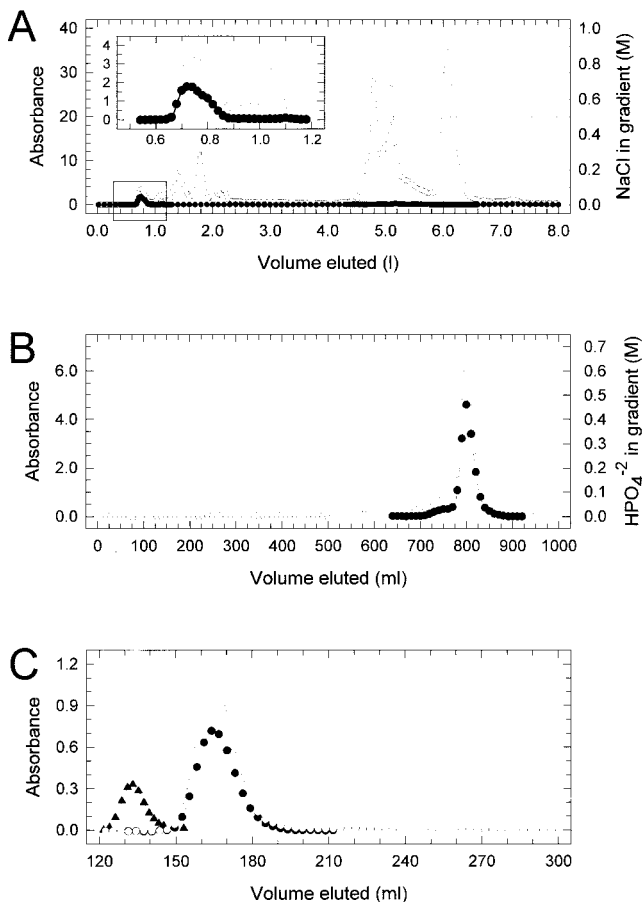 A
Absorbance
40
30
20
10
0
4
3
2
1
0
0.6 0.8 1.0 1.2
1.0
0.8
0.6
0.4
0.2
0.0
NaCl in gradient (M)
0.0 1.0 2.0 3.0 4.0 5.0 6.0 7.0 8.0
Volume eluted (l)
B
Absorbance
6.0
4.0
2.0
0.0
0.7
0.6
0.5
0.4
0.3
0.2
0.1
0.0
HPO₄⁻² in gradient (M)
0 100 200 300 400 500 600 700 800 900 1000
Volume eluted (ml)
C
Absorbance
1.2
0.9
0.6
0.3
0.0
120 150 180 210 240 270 300
Volume eluted (ml)